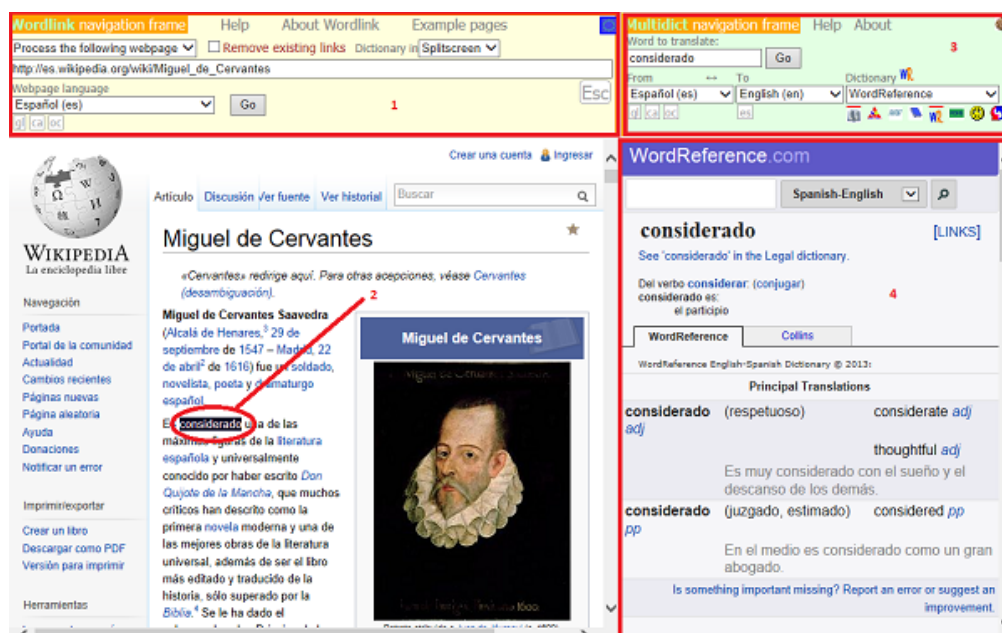 Wordlink navigation frame Help About Wordlink Example pages
Process the following webpage Remove existing links Dictionary in Splitscreen
http://es.wikipedia.org/wiki/Miguel_de_Cervantes
Webpage language
Español (es) Go 1 Esc
gl ca oc
Multidict navigation frame Help About
Word to translate: 3
considerado Go
From ↔ To Dictionary
Español (es) English (en) WordReference
gl ca oc es
Crear una cuenta Ingresar
Artículo Discusión Ver fuente Ver historial Buscar
WIKIPEDIA
La enciclopedia libre
Navegación
Portada
Portal de la comunidad
Actualidad
Cambios recientes
Páginas nuevas
Página aleatoria
Ayuda
Donaciones
Notificar un error
Imprimir/exportar
Crear un libro
Descargar como PDF
Versión para imprimir
Herramientas
Miguel de Cervantes
«Cervantes» redirige aquí. Para otras acepciones, véase Cervantes
(desambiguación).
2
Miguel de Cervantes Saavedra
(Alcalá de Henares,3 29 de
septiembre de 1547 – Madrid, 22
de abril2 de 1616) fue un soldado,
novelista, poeta y dramaturgo
español.
Es considerado una de las
máximas figuras de la literatura
española y universalmente
conocido por haber escrito Don
Quijote de la Mancha, que muchos
críticos han descrito como la
primera novela moderna y una de
las mejores obras de la literatura
universal, además de ser el libro
más editado y traducido de la
historia, sólo superado por la
Biblia.4 Se le ha dado el
Miguel de Cervantes
WordReference.com
Spanish-English
considerado [LINKS]
See 'considerado' in the Legal dictionary.
Del verbo considerar: (conjugar)
considerado es: 4
el participio
WordReference Collins
WordReference English-Spanish Dictionary © 2013:
Principal Translations
considerado (respetuoso) considerate adj
adj
thoughtful adj
Es muy considerado con el sueño y el
descanso de los demás.
considerado (juzgado, estimado) considered pp
pp
En el medio es considerado como un gran
abogado.
Is something important missing? Report an error or suggest an
improvement.